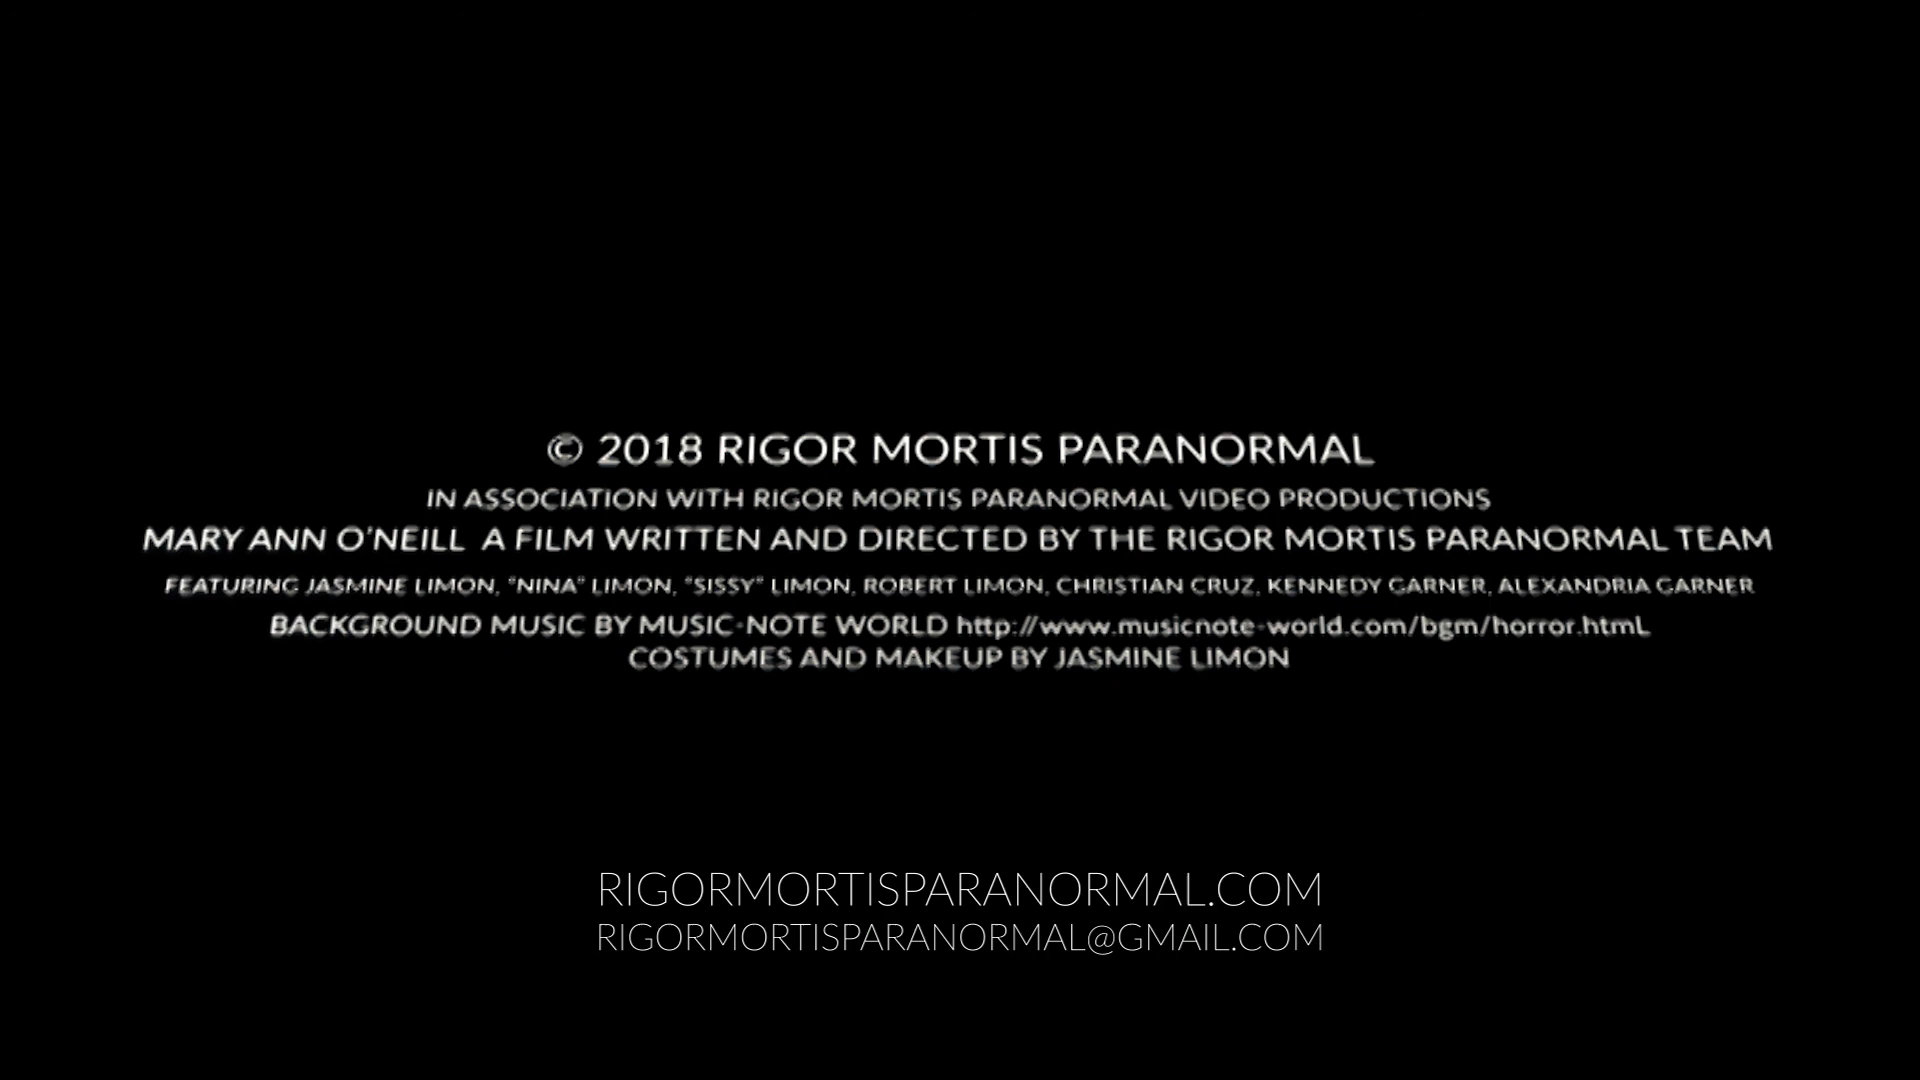 © 2018 RIGOR MORTIS PARANORMAL
IN ASSOCIATION WITH RIGOR MORTIS PARANORMAL VIDEO PRODUCTIONS
MARY ANN O'NEILL A FILM WRITTEN AND DIRECTED BY THE RIGOR MORTIS PARANORMAL TEAM
FEATURING JASMINE LIMON, "NINA" LIMON, "SISSY" LIMON, ROBERT LIMON, CHRISTIAN CRUZ, KENNEDY GARNER, ALEXANDRIA GARNER
BACKGROUND MUSIC BY MUSIC-NOTE WORLD http://www.musicnote-world.com/bgm/horror.htmL
COSTUMES AND MAKEUP BY JASMINE LIMON
RIGORMORTISPARANORMAL.COM
RIGORMORTISPARANORMAL@GMAIL.COM